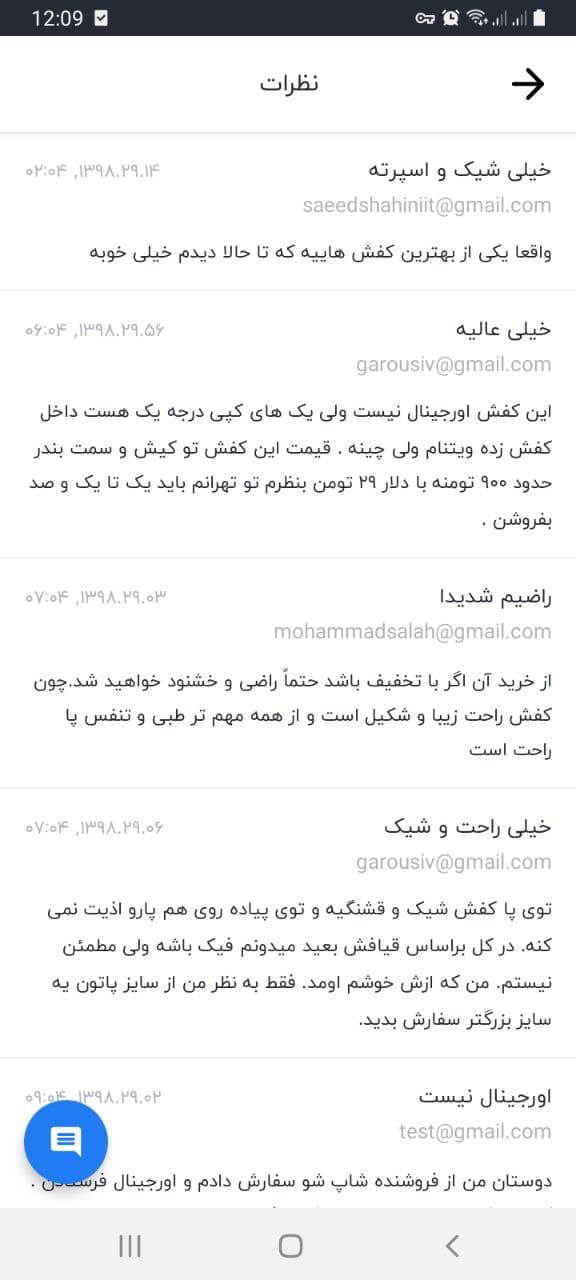 12:09
نظرات
خیلی شیک و اسپرته
۱۳۹۸.۲۹.۱۴, ۰۲:۰۴
saeedshahiniit@gmail.com
واقعا یکی از بهترین کفش هاییه که تا حالا دیدم خیلی خوبه
خیلی عالیه
۱۳۹۸.۲۹.۵۶, ۰۶:۰۴
garousiv@gmail.com
این کفش اورجینال نیست ولی یک های کپی درجه یک هست داخل
کفش زده ویتنام ولی چینه . قیمت این کفش تو کیش و سمت بندر
حدود ۹۰۰ تومنه با دلار ۲۹ تومن بنظرم تو تهرانم باید یک تا یک و صد
بفروشن .
راضیم شدیدا
۱۳۹۸.۲۹.۰۳, ۰۷:۰۴
mohammadsalah@gmail.com
از خرید آن اگر با تخفیف باشد حتماً راضی و خشنود خواهید شد.چون
کفش راحت زیبا و شکیل است و از همه مهم تر طبی و تنفس پا
راحت است
خیلی راحت و شیک
۱۳۹۸.۲۹.۰۶, ۰۷:۰۴
garousiv@gmail.com
توی پا کفش شیک و قشنگیه و توی پیاده روی هم پارو اذیت نمی
کنه. در کل براساس قیافش بعید میدونم فیک باشه ولی مطمئن
نیستم. من که ازش خوشم اومد. فقط به نظر من از سایز پاتون یه
سایز بزرگتر سفارش بدید.
اورجینال نیست
۱۳۹۸.۲۹.۰۲, ۰۹:۰۴
test@gmail.com
دوستان من از فروشنده شاپ شو سفارش دادم و اورجینال فرستادن .